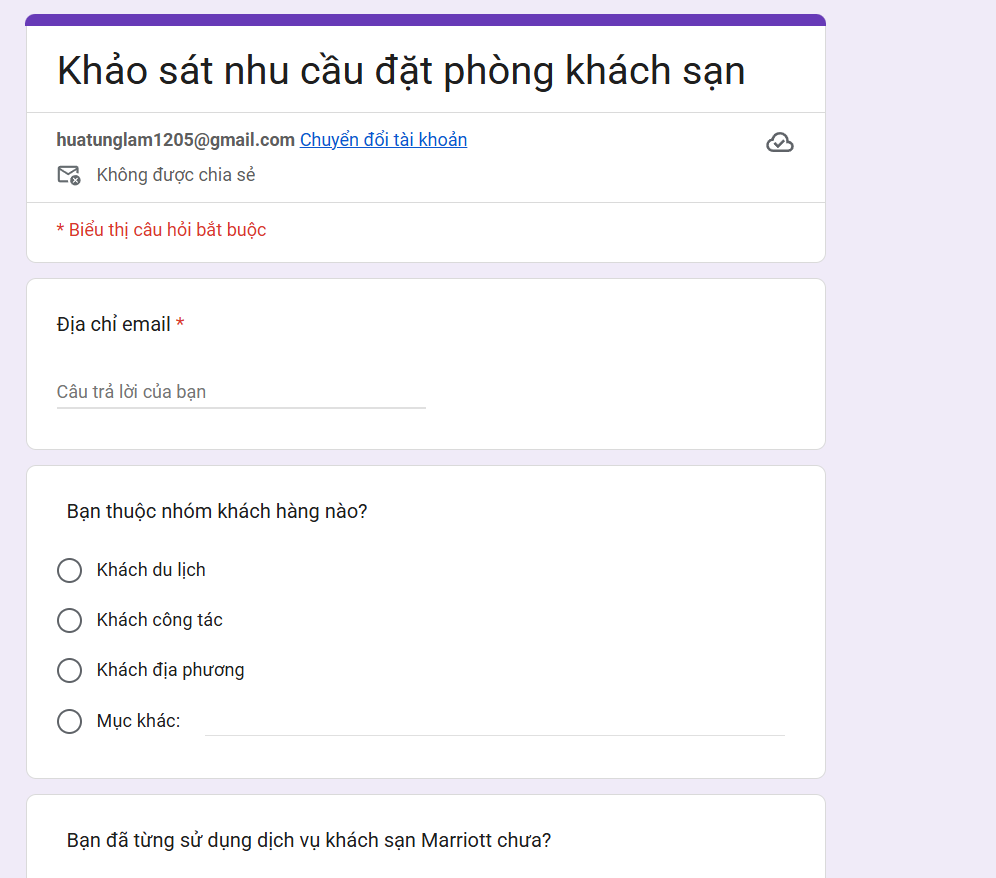 Khảo sát nhu cầu đặt phòng khách sạn
huatunglam1205@gmail.com Chuyển đổi tài khoản
Không được chia sẻ
* Biểu thị câu hỏi bắt buộc
Địa chỉ email *
Câu trả lời của bạn
Bạn thuộc nhóm khách hàng nào?
Khách du lịch
Khách công tác
Khách địa phương
Mục khác:
Bạn đã từng sử dụng dịch vụ khách sạn Marriott chưa?